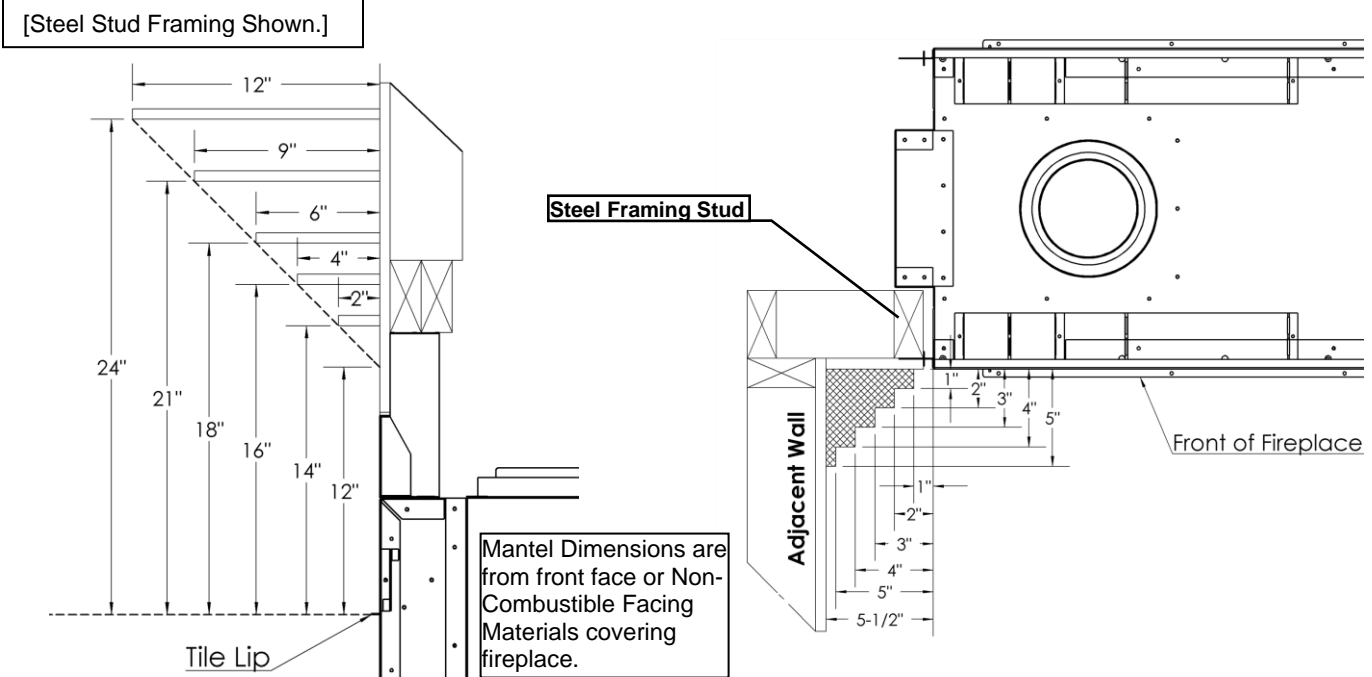 [Steel Stud Framing Shown.]
12"
9"
6"
4"
2"
24"
21"
18"
16"
14"
12"
Tile Lip
Mantel Dimensions are
from front face or Non-
Combustible Facing
Materials covering
fireplace.
Steel Framing Stud
Adjacent Wall
1"
2"
3"
4"
5"
Front of Fireplace
1"
2"
3"
4"
5"
5-1/2"